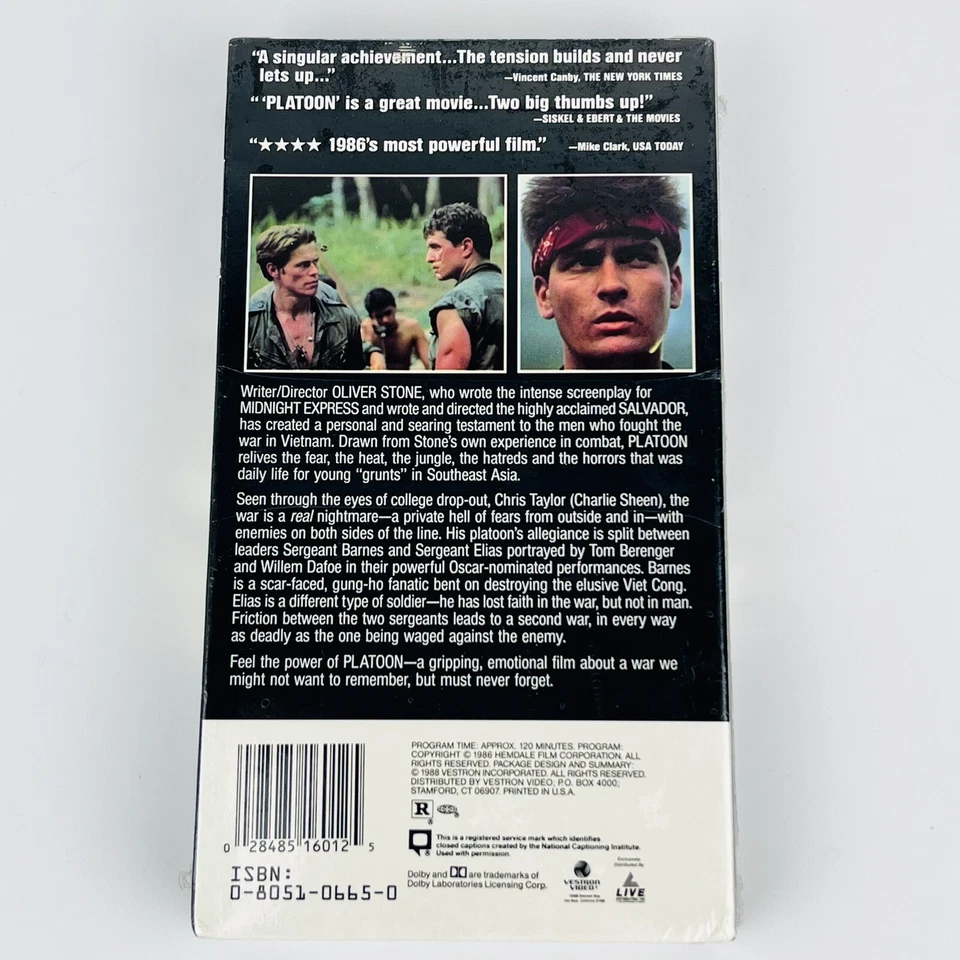 “A singular achievement...The tension builds and never
lets up...”
—Vincent Canby, THE NEW YORK TIMES
“ ‘PLATOON’ is a great movie...Two big thumbs up!”
—SISKEL & EBERT & THE MOVIES
“★★★★ 1986’s most powerful film.” —Mike Clark, USA TODAY
Writer/Director OLIVER STONE, who wrote the intense screenplay for
MIDNIGHT EXPRESS and wrote and directed the highly acclaimed SALVADOR,
has created a personal and searing testament to the men who fought the
war in Vietnam. Drawn from Stone’s own experience in combat, PLATOON
relives the fear, the heat, the jungle, the hatreds and the horrors that was
daily life for young “grunts” in Southeast Asia.
Seen through the eyes of college drop-out, Chris Taylor (Charlie Sheen), the
war is a real nightmare—a private hell of fears from outside and in—with
enemies on both sides of the line. His platoon’s allegiance is split between
leaders Sergeant Barnes and Sergeant Elias portrayed by Tom Berenger
and Willem Dafoe in their powerful Oscar-nominated performances. Barnes
is a scar-faced, gung-ho fanatic bent on destroying the elusive Viet Cong.
Elias is a different type of soldier—he has lost faith in the war, but not in man.
Friction between the two sergeants leads to a second war, in every way
as deadly as the one being waged against the enemy.
Feel the power of PLATOON—a gripping, emotional film about a war we
might not want to remember, but must never forget.
PROGRAM TIME: APPROX. 120 MINUTES. PROGRAM:
COPYRIGHT © 1986 HEMDALE FILM CORPORATION. ALL
RIGHTS RESERVED. PACKAGE DESIGN AND SUMMARY:
© 1988 VESTRON INCORPORATED. ALL RIGHTS RESERVED.
DISTRIBUTED BY VESTRON VIDEO; P.O. BOX 4000;
STAMFORD, CT 06907. PRINTED IN U.S.A.
R ®
This is a registered service mark which identifies
closed captions created by the National Captioning Institute.
Used with permission.
0 28485 16012 5
ISBN:
0-8051-0665-0
Dolby and DD are trademarks of
Dolby Laboratories Licensing Corp.
VESTRON
VIDEO
Exclusively
Distributed By
LIVE